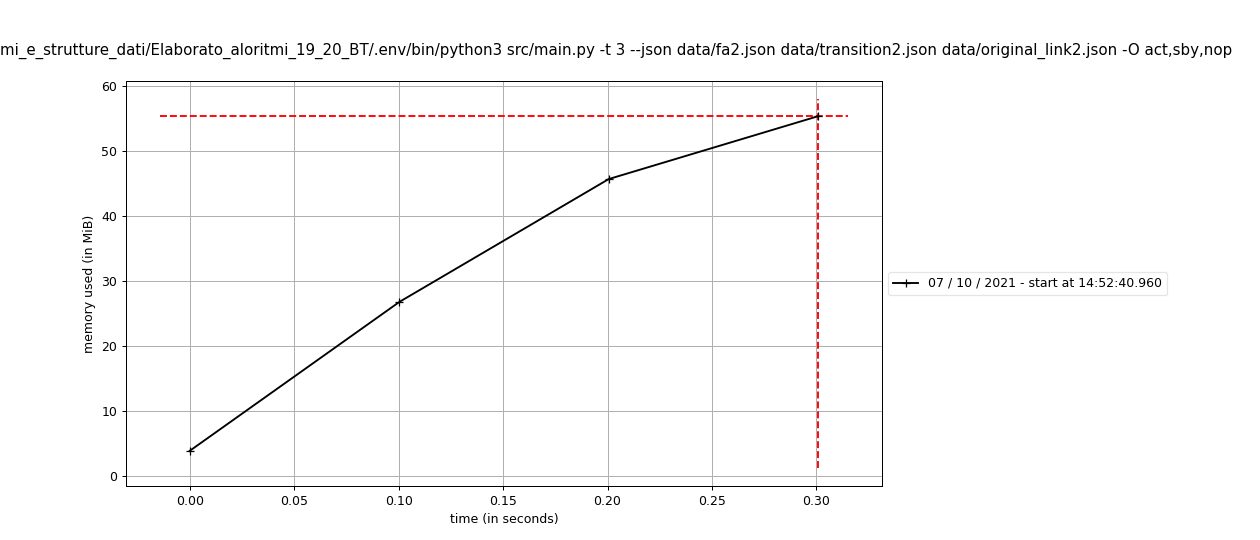 mi_e_strutture_dati/Elaborato_aloritmi_19_20_BT/.env/bin/python3 src/main.py -t 3 --json data/fa2.json data/transition2.json data/original_link2.json -O act,sby,nop
60
50
40
30
20
10
0
memory used (in MiB)
0.00 0.05 0.10 0.15 0.20 0.25 0.30
time (in seconds)
07 / 10 / 2021 - start at 14:52:40.960